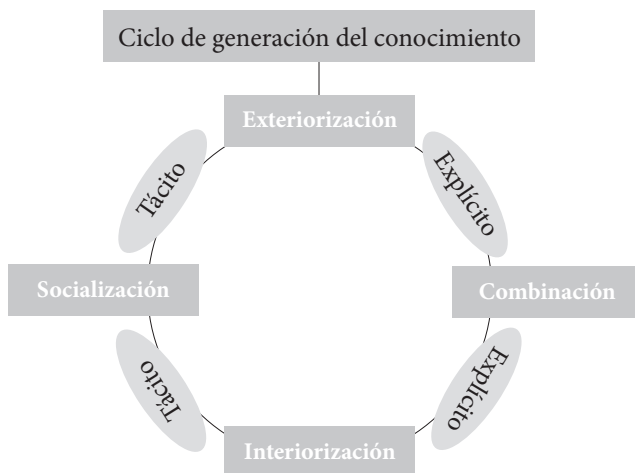 Ciclo de generación del conocimiento
Exteriorización
Tácito
Explícito
Socialización
Combinación
Tácito
Explícito
Interiorización